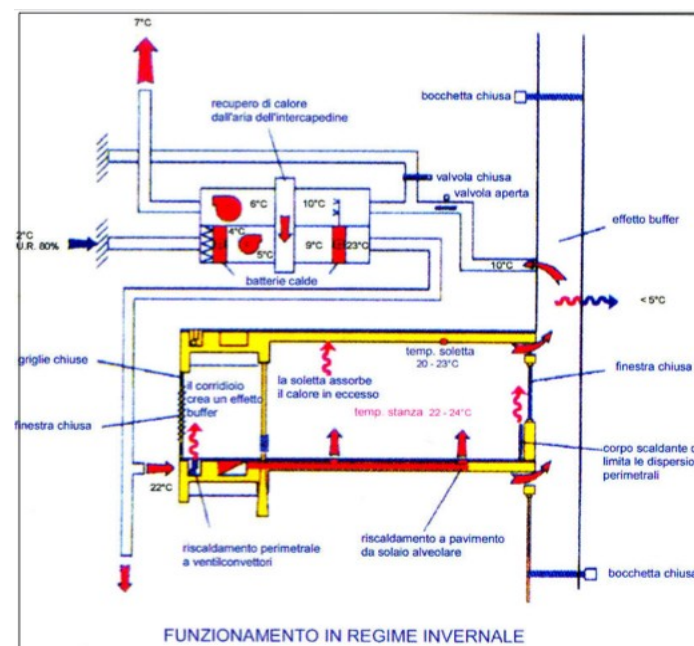 7°C
bocchetta chiusa
recupero di calore
dall'aria dell'intercapedine
valvola chiusa
valvola aperta
6°C
10°C
effetto buffer
2°C
U.R. 80%
4°C
5°C
9°C
23°C
batterie calde
10°C
< 5°C
griglie chiuse
il corridioio
crea un effetto
buffer
la soletta assorbe
il calore in eccesso
temp. soletta
20 - 23°C
finestra chiusa
temp. stanza 22 - 24°C
finestra chiusa
corpo scaldante
limita le dispersio
perimetrali
22°C
riscaldamento perimetrale
a ventilconvettori
riscaldamento a pavimento
da solaio alveolare
bocchetta chiusa
FUNZIONAMENTO IN REGIME INVERNALE